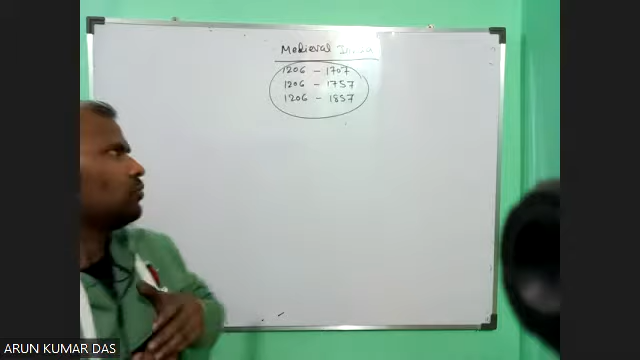 Medieval India
1206 - 1707
1206 - 1757
1206 - 1857
ARUN KUMAR DAS